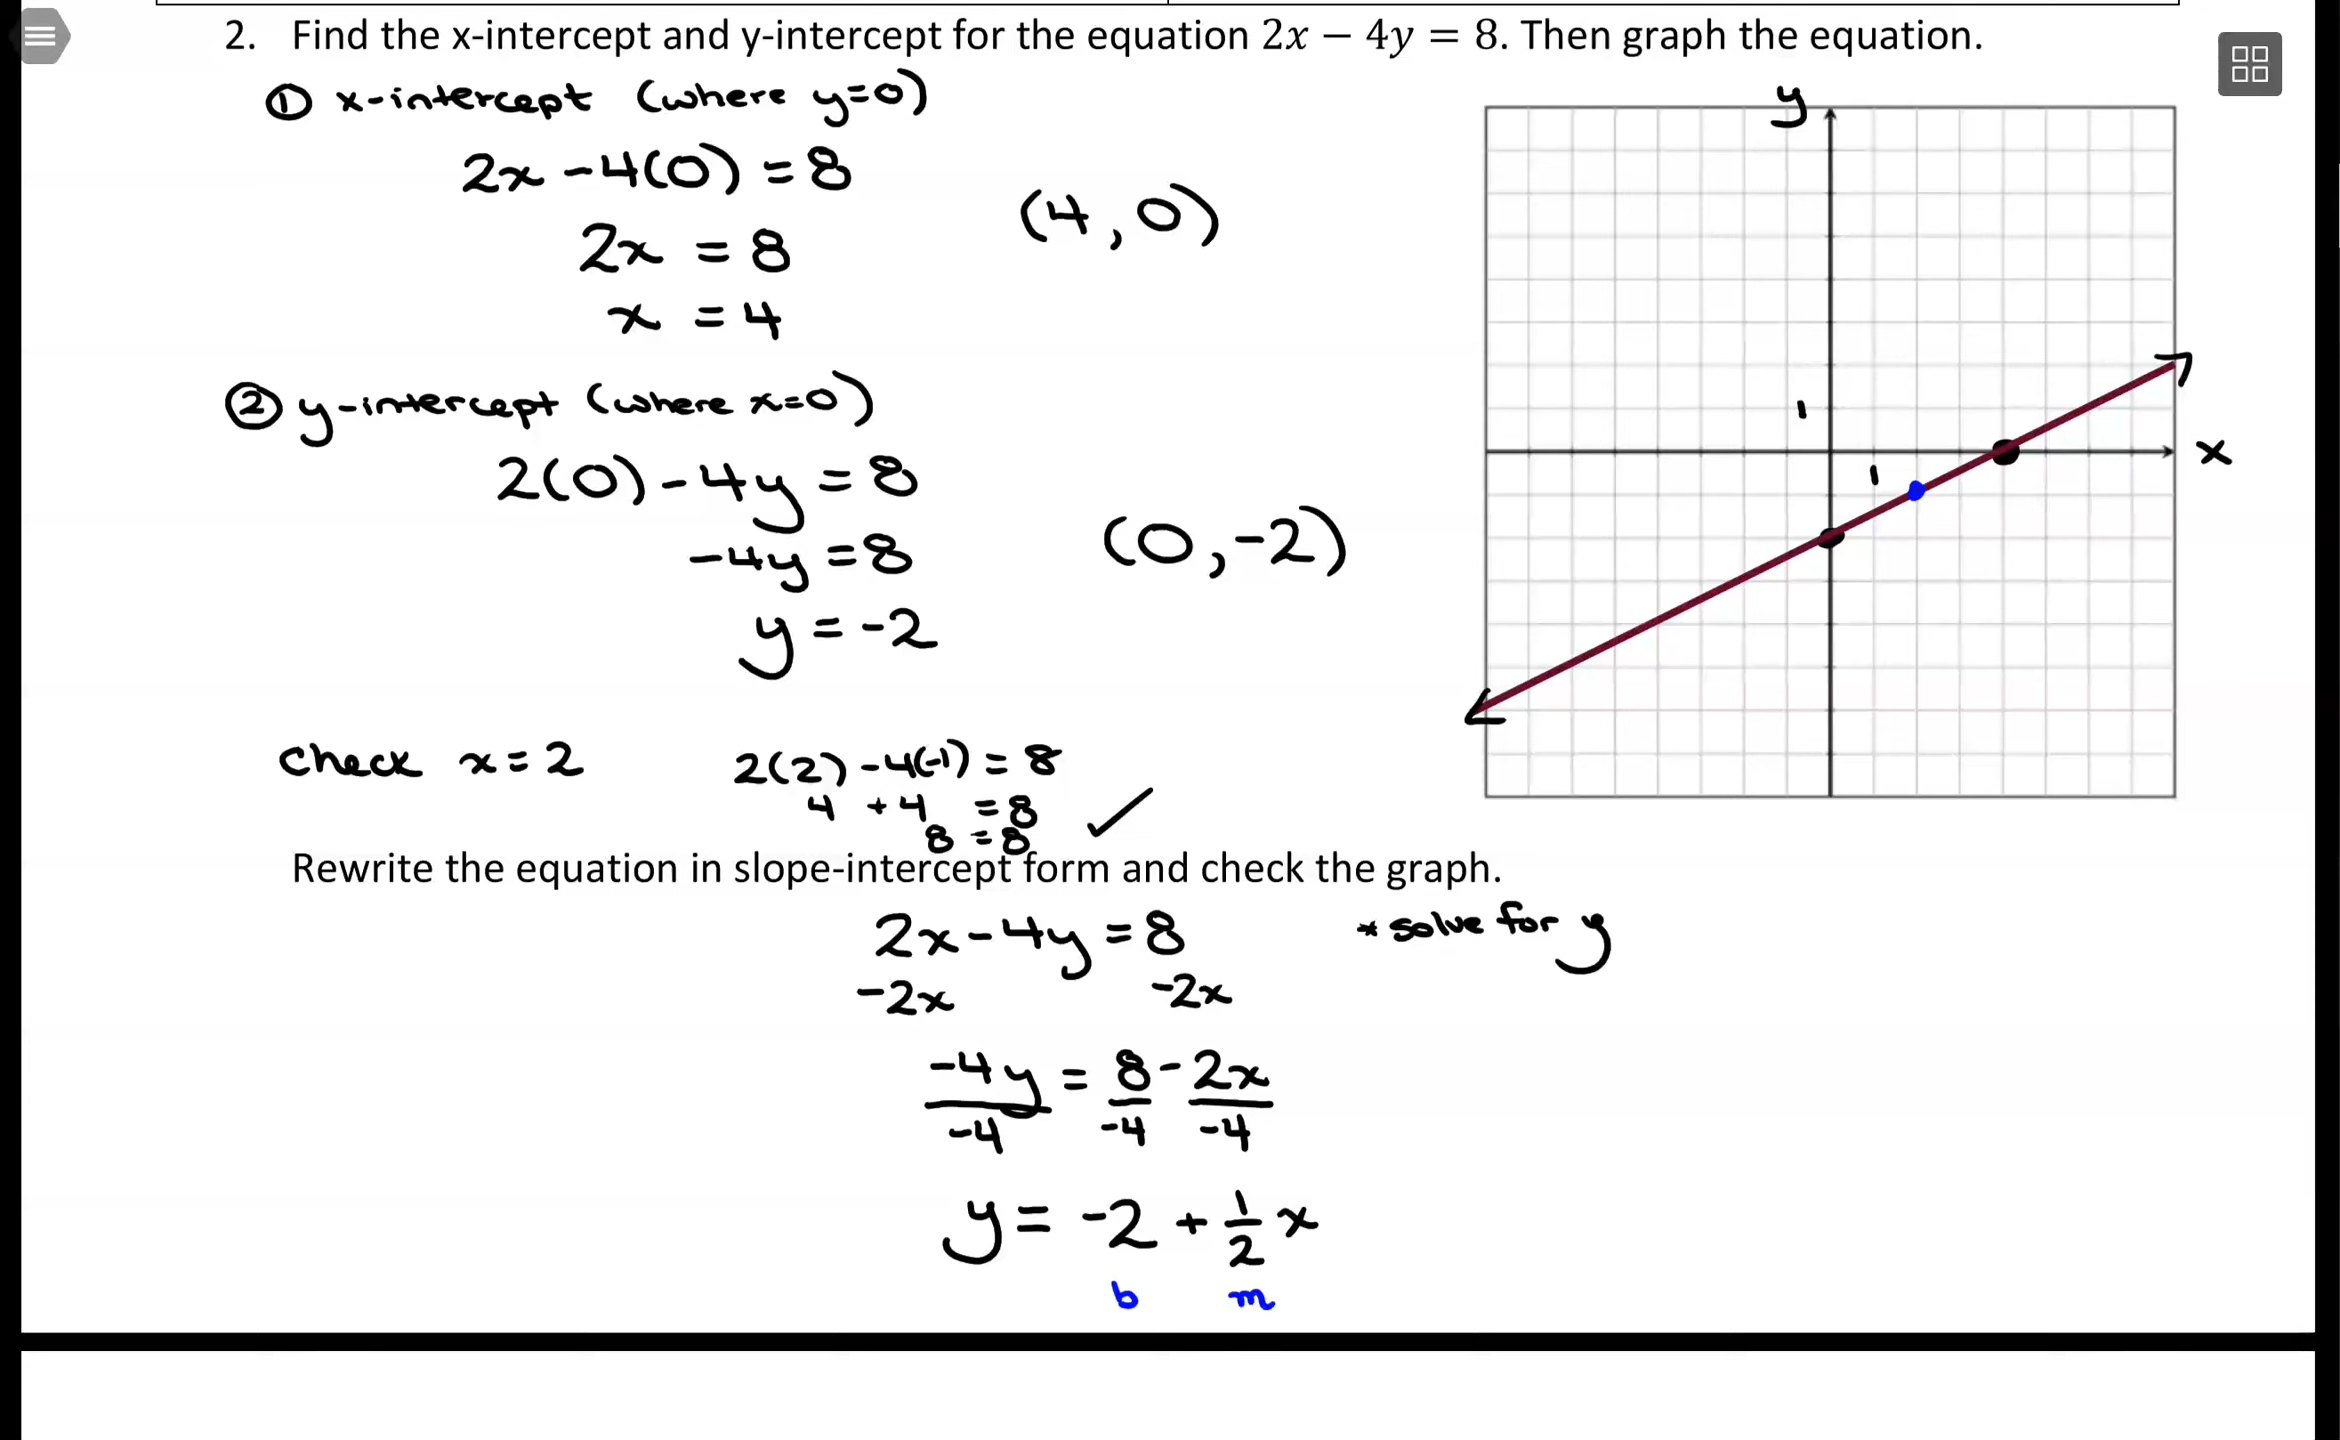 2. Find the x-intercept and y-intercept for the equation 2x − 4y = 8. Then graph the equation.
① x-intercept (where y=0)
2x -4(0) = 8
(4,0)
2x = 8
x = 4
② y-intercept (where x=0)
2(0) - 4y = 8
-4y = 8
(0,-2)
y = -2
y
1
1
x
check x = 2
2(2) -4(-1) = 8
4 + 4 = 8
8 = 8 ✓
Rewrite the equation in slope-intercept form and check the graph.
2x - 4y = 8
* solve for y
-2x -2x
-4y = 8 - 2x
-4 -4 -4
y = -2 + 1/2 x
b m